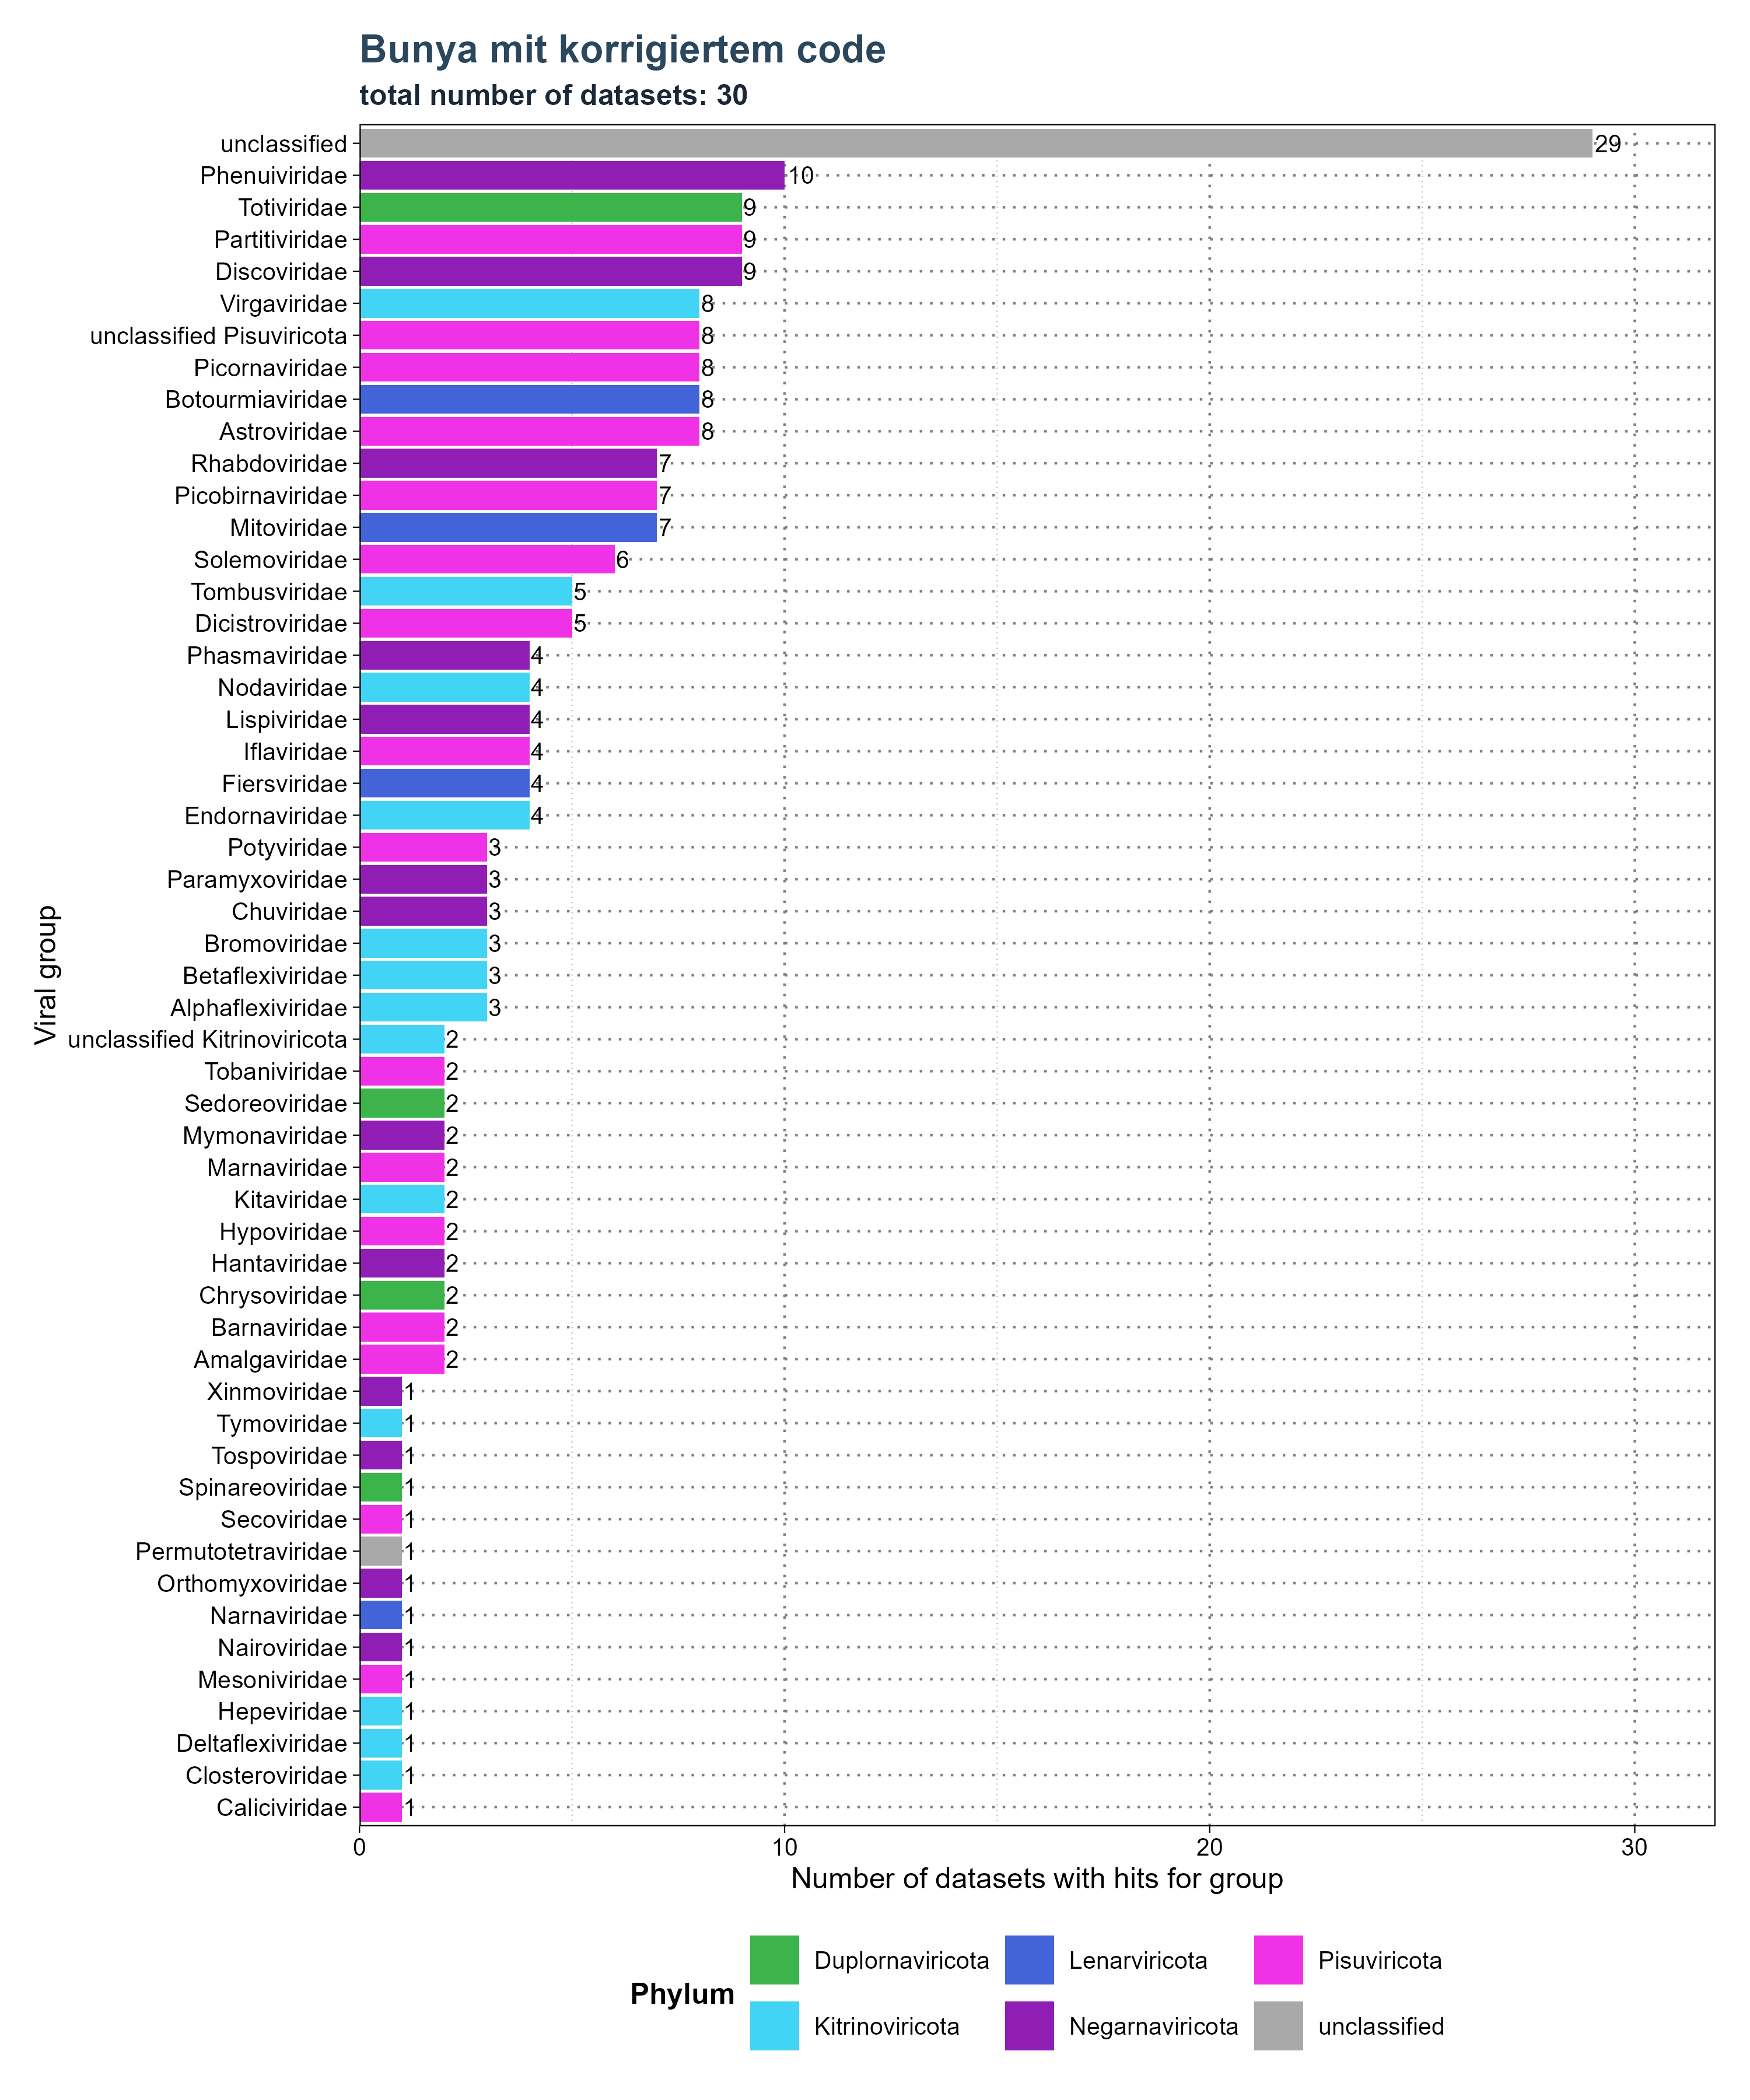 Bunya mit korrigiertem code
total number of datasets: 30
unclassified 29
Phenuiviridae 10
Totiviridae 9
Partitiviridae 9
Discoviridae 9
Virgaviridae 8
unclassified Pisuviricota 8
Picornaviridae 8
Botourmiaviridae 8
Astroviridae 8
Rhabdoviridae 7
Picobirnaviridae 7
Mitoviridae 7
Solemoviridae 6
Tombusviridae 5
Dicistroviridae 5
Phasmaviridae 4
Nodaviridae 4
Lispiviridae 4
Iflaviridae 4
Fiersviridae 4
Endornaviridae 4
Potyviridae 3
Paramyxoviridae 3
Chuviridae 3
Bromoviridae 3
Betaflexiviridae 3
Alphaflexiviridae 3
unclassified Kitrinoviricota 2
Tobaniviridae 2
Sedoreoviridae 2
Mymonaviridae 2
Marnaviridae 2
Kitaviridae 2
Hypoviridae 2
Hantaviridae 2
Chrysoviridae 2
Barnaviridae 2
Amalgaviridae 2
Xinmoviridae 1
Tymoviridae 1
Tospoviridae 1
Spinareoviridae 1
Secoviridae 1
Permutotetraviridae 1
Orthomyxoviridae 1
Narnaviridae 1
Nairoviridae 1
Mesoniviridae 1
Hepeviridae 1
Deltaflexiviridae 1
Closteroviridae 1
Caliciviridae 1
Viral group
0 10 20 30
Number of datasets with hits for group
Phylum
Duplornaviricota Lenarviricota Pisuviricota
Kitrinoviricota Negarnaviricota unclassified